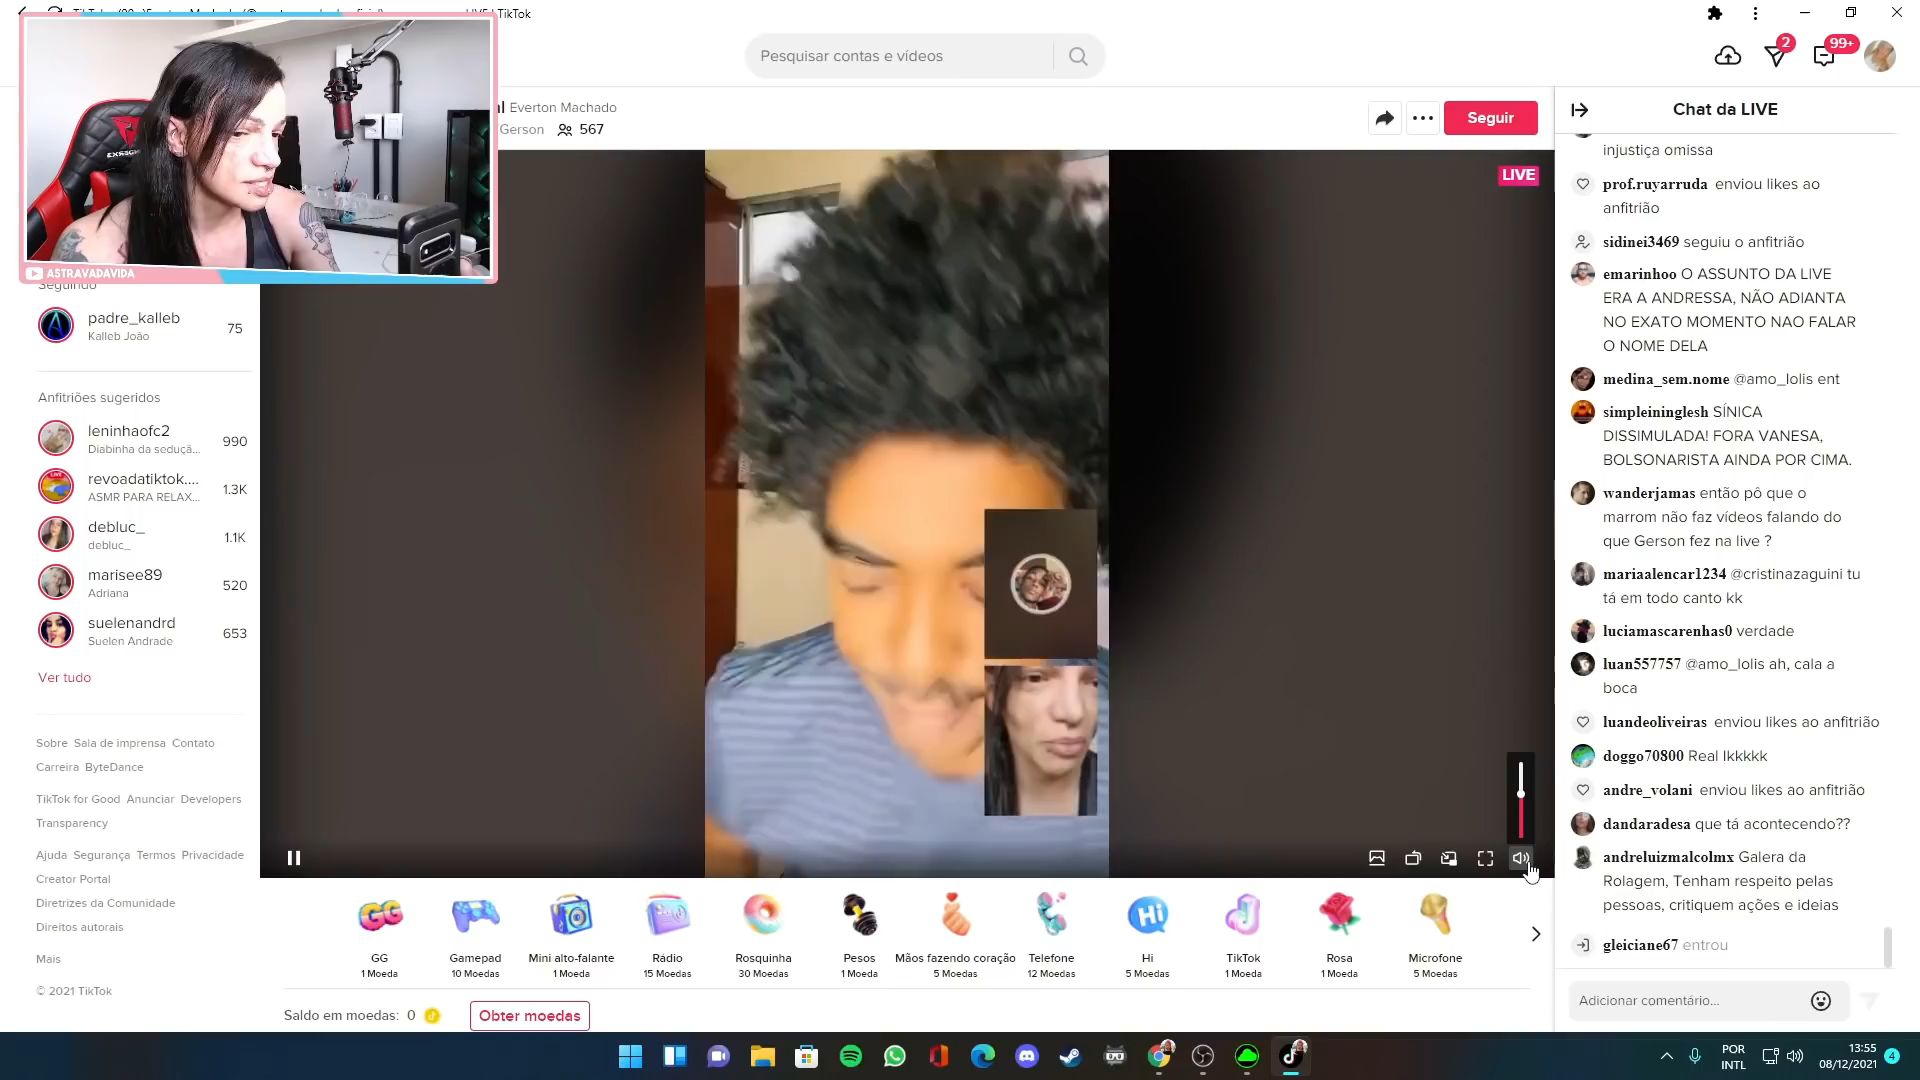 LIVE | TikTok
Pesquisar contas e vídeos
2
99+
ASTRAVADAVIDA
Everton Machado
Gerson 567
Seguir
Chat da LIVE
LIVE
Seguindo
padre_kalleb 75
Kalleb João
Anfitriões sugeridos
leninhaofc2 990
Diabinha da seduçã...
revoadatiktok.... 1.3K
ASMR PARA RELAX...
debluc_ 1.1K
debluc_
marisee89 520
Adriana
suelenandrd 653
Suelen Andrade
Ver tudo
Sobre Sala de imprensa Contato
Carreira ByteDance
TikTok for Good Anunciar Developers
Transparency
Ajuda Segurança Termos Privacidade
Creator Portal
Diretrizes da Comunidade
Direitos autorais
Mais
© 2021 TikTok
injustiça omissa
prof.ruyarruda enviou likes ao
anfitrião
sidinei3469 seguiu o anfitrião
emarinhoo O ASSUNTO DA LIVE
ERA A ANDRESSA, NÃO ADIANTA
NO EXATO MOMENTO NAO FALAR
O NOME DELA
medina_sem.nome @amo_lolis ent
simpleininglesh SÍNICA
DISSIMULADA! FORA VANESA,
BOLSONARISTA AINDA POR CIMA.
wanderjamas então pô que o
marrom não faz vídeos falando do
que Gerson fez na live ?
mariaalencar1234 @cristinazaguini tu
tá em todo canto kk
luciamascarenhas0 verdade
luan557757 @amo_lolis ah, cala a
boca
luandeoliveiras enviou likes ao anfitrião
doggo70800 Real lkkkkk
andre_volani enviou likes ao anfitrião
dandaradesa que tá acontecendo??
andreluizmalcolmx Galera da
Rolagem, Tenham respeito pelas
pessoas, critiquem ações e ideias
gleiciane67 entrou
Adicionar comentário...
GG
1 Moeda
Gamepad
10 Moedas
Mini alto-falante
1 Moeda
Rádio
15 Moedas
Rosquinha
30 Moedas
Pesos
1 Moeda
Mãos fazendo coração
5 Moedas
Telefone
12 Moedas
Hi
Hi
5 Moedas
TikTok
1 Moeda
Rosa
1 Moeda
Microfone
5 Moedas
Saldo em moedas: 0
Obter moedas
POR
INTL
13:55
08/12/2021
4